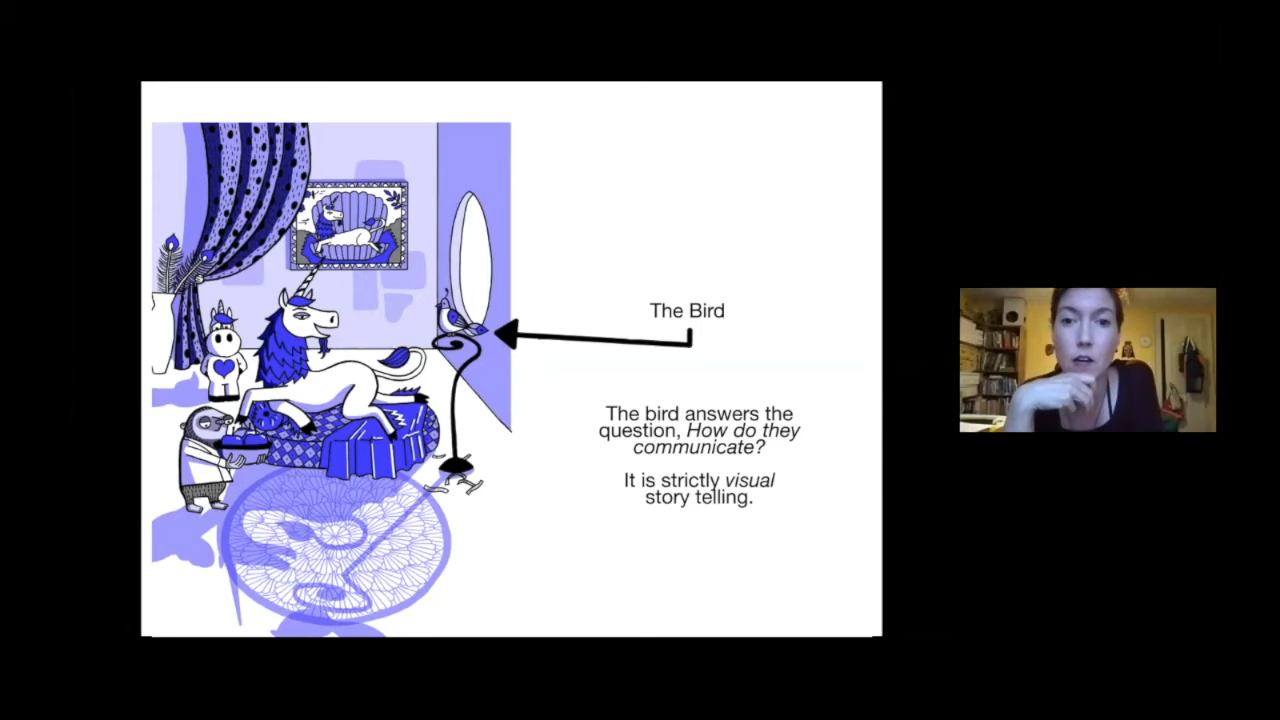 The Bird
The bird answers the
question, How do they
communicate?
It is strictly visual
story telling.